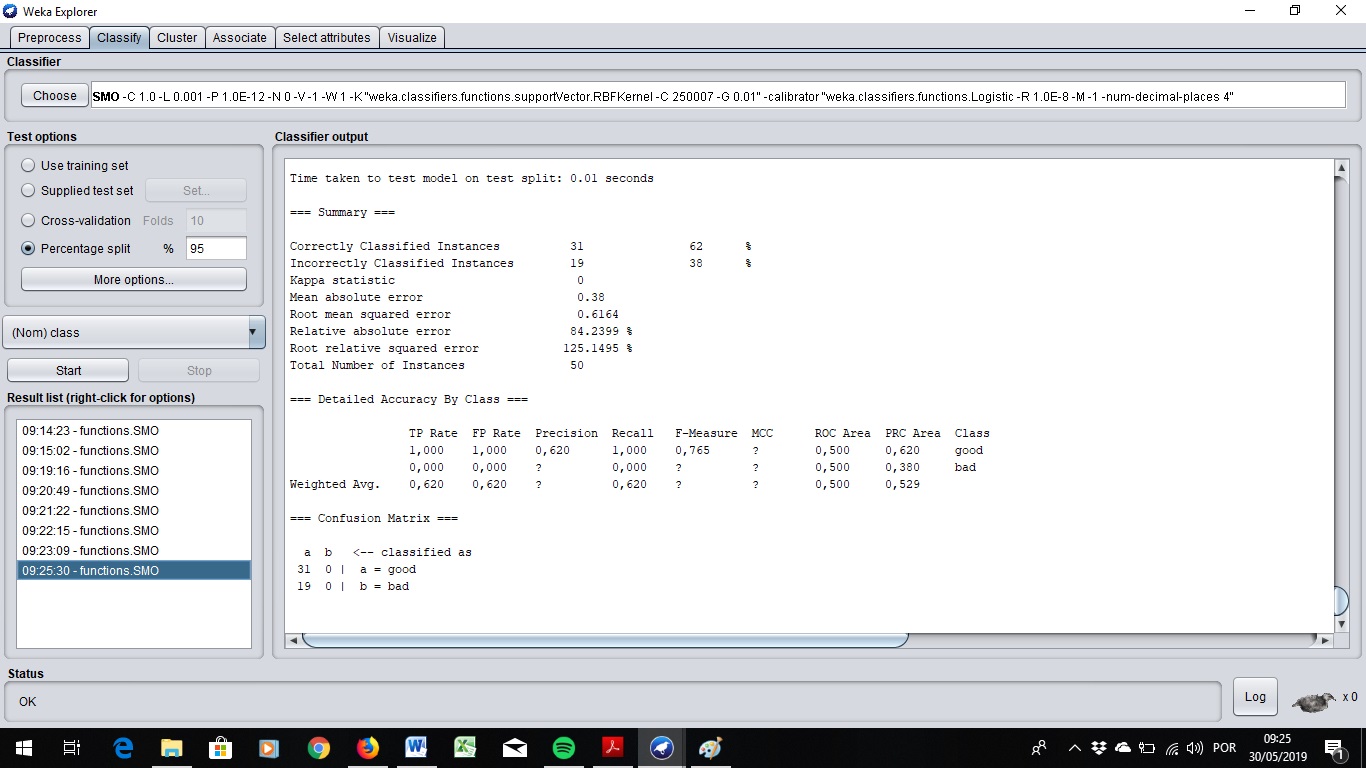 Weka Explorer
Preprocess Classify Cluster Associate Select attributes Visualize
Classifier
Choose SMO -C 1.0 -L 0.001 -P 1.0E-12 -N 0 -V -1 -W 1 -K "weka.classifiers.functions.supportVector.RBFKernel -C 250007 -G 0.01" -calibrator "weka.classifiers.functions.Logistic -R 1.0E-8 -M -1 -num-decimal-places 4"
Test options
Use training set
Supplied test set Set...
Cross-validation Folds 10
Percentage split % 95
More options...
(Nom) class
Start Stop
Result list (right-click for options)
09:14:23 - functions.SMO
09:15:02 - functions.SMO
09:19:16 - functions.SMO
09:20:49 - functions.SMO
09:21:22 - functions.SMO
09:22:15 - functions.SMO
09:23:09 - functions.SMO
09:25:30 - functions.SMO
Classifier output
Time taken to test model on test split: 0.01 seconds
=== Summary ===
Correctly Classified Instances 31 62 %
Incorrectly Classified Instances 19 38 %
Kappa statistic 0
Mean absolute error 0.38
Root mean squared error 0.6164
Relative absolute error 84.2399 %
Root relative squared error 125.1495 %
Total Number of Instances 50
=== Detailed Accuracy By Class ===
TP Rate FP Rate Precision Recall F-Measure MCC ROC Area PRC Area Class
1,000 1,000 0,620 1,000 0,765 ? 0,500 0,620 good
0,000 0,000 ? 0,000 ? ? 0,500 0,380 bad
Weighted Avg. 0,620 0,620 ? 0,620 ? ? 0,500 0,529
=== Confusion Matrix ===
a b <-- classified as
31 0 | a = good
19 0 | b = bad
Status
OK
Log x 0
POR
09:25
30/05/2019
1